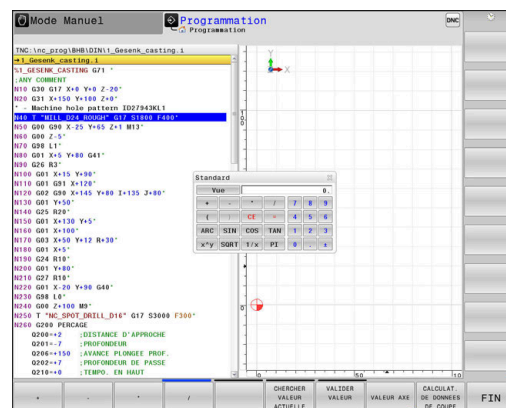 Mode Manuel
Programmation
Programmation
DNC
TNC:\nc_prog\BHB\DIN\1_Gesenk_casting.i
→1_Gesenk_casting.i
%1_GESENK_CASTING G71 *
;ANY COMMENT
N10 G30 G17 X+0 Y+0 Z-20*
N20 G31 X+150 Y+100 Z+0*
* - Machine hole pattern ID27943KL1
N40 T "MILL_D24_ROUGH" G17 S1800 F400*
N50 G00 G90 X-25 Y+65 Z+1 M13*
N60 G00 Z-5*
N70 G98 L1*
N80 G01 X+5 Y+80 G41*
N90 G26 R3*
N100 G01 X+15 Y+90*
N110 G01 G91 X+120*
N120 G02 G90 X+145 Y+80 I+135 J+80*
N130 G01 Y+50*
N140 G25 R20*
N150 G01 X+130 Y+5*
N160 G01 X+100*
N170 G03 X+50 Y+12 R+30*
N180 G01 X+5*
N190 G24 R10*
N200 G01 Y+80*
N210 G27 R10*
N220 G01 X-20 Y+90 G40*
N230 G98 L0*
N240 G00 Z+100 M9*
N250 T "NC_SPOT_DRILL_D16" G17 S3000 F300*
N260 G200 PERCAGE
Q200=+2 ;DISTANCE D'APPROCHE
Q201=-7 ;PROFONDEUR
Q206=+150 ;AVANCE PLONGEE PROF.
Q202=+7 ;PROFONDEUR DE PASSE
Q210=+0 ;TEMPO. EN HAUT
Y
X
100
0
0
50
Standard
Vue 0.
+ - * / 7 8 9
( ) CE = 4 5 6
ARC SIN COS TAN 1 2 3
x^y SQRT 1/x PI 0 . ±
+
-
*
/
CHERCHER VALEUR ACTUELLE
VALIDER VALEUR
VALEUR AXE
CALCULAT. DE DONNEES DE COUPE
FIN